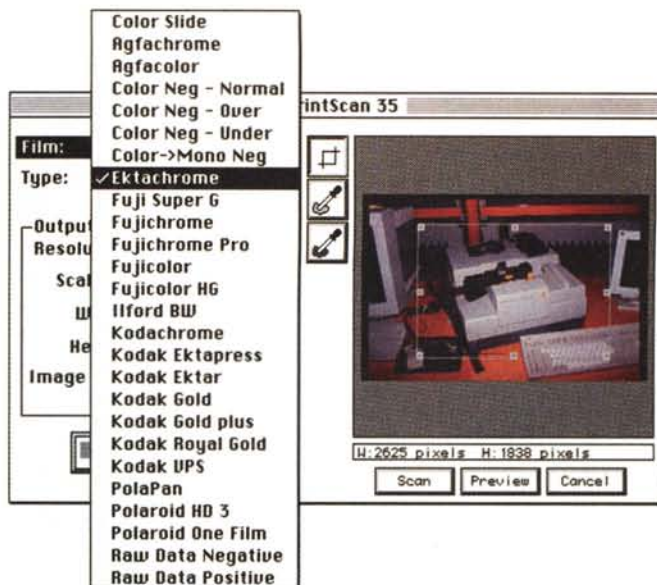 Color Slide
Agfachrome
Agfacolor
Color Neg - Normal
Color Neg - Over
Color Neg - Under
Color->Mono Neg
✓Ektachrome
Fuji Super G
Fujichrome
Fujichrome Pro
Fujicolor
Fujicolor HG
Ilford BW
Kodachrome
Kodak Ektapress
Kodak Ektar
Kodak Gold
Kodak Gold plus
Kodak Royal Gold
Kodak VPS
PolaPan
Polaroid HD 3
Polaroid One Film
Raw Data Negative
Raw Data Positive
intScan 35
Film:
Type:
Output
Resolu
Scal
W
He
Image
W:2625 pixels H:1838 pixels
Scan Preview Cancel